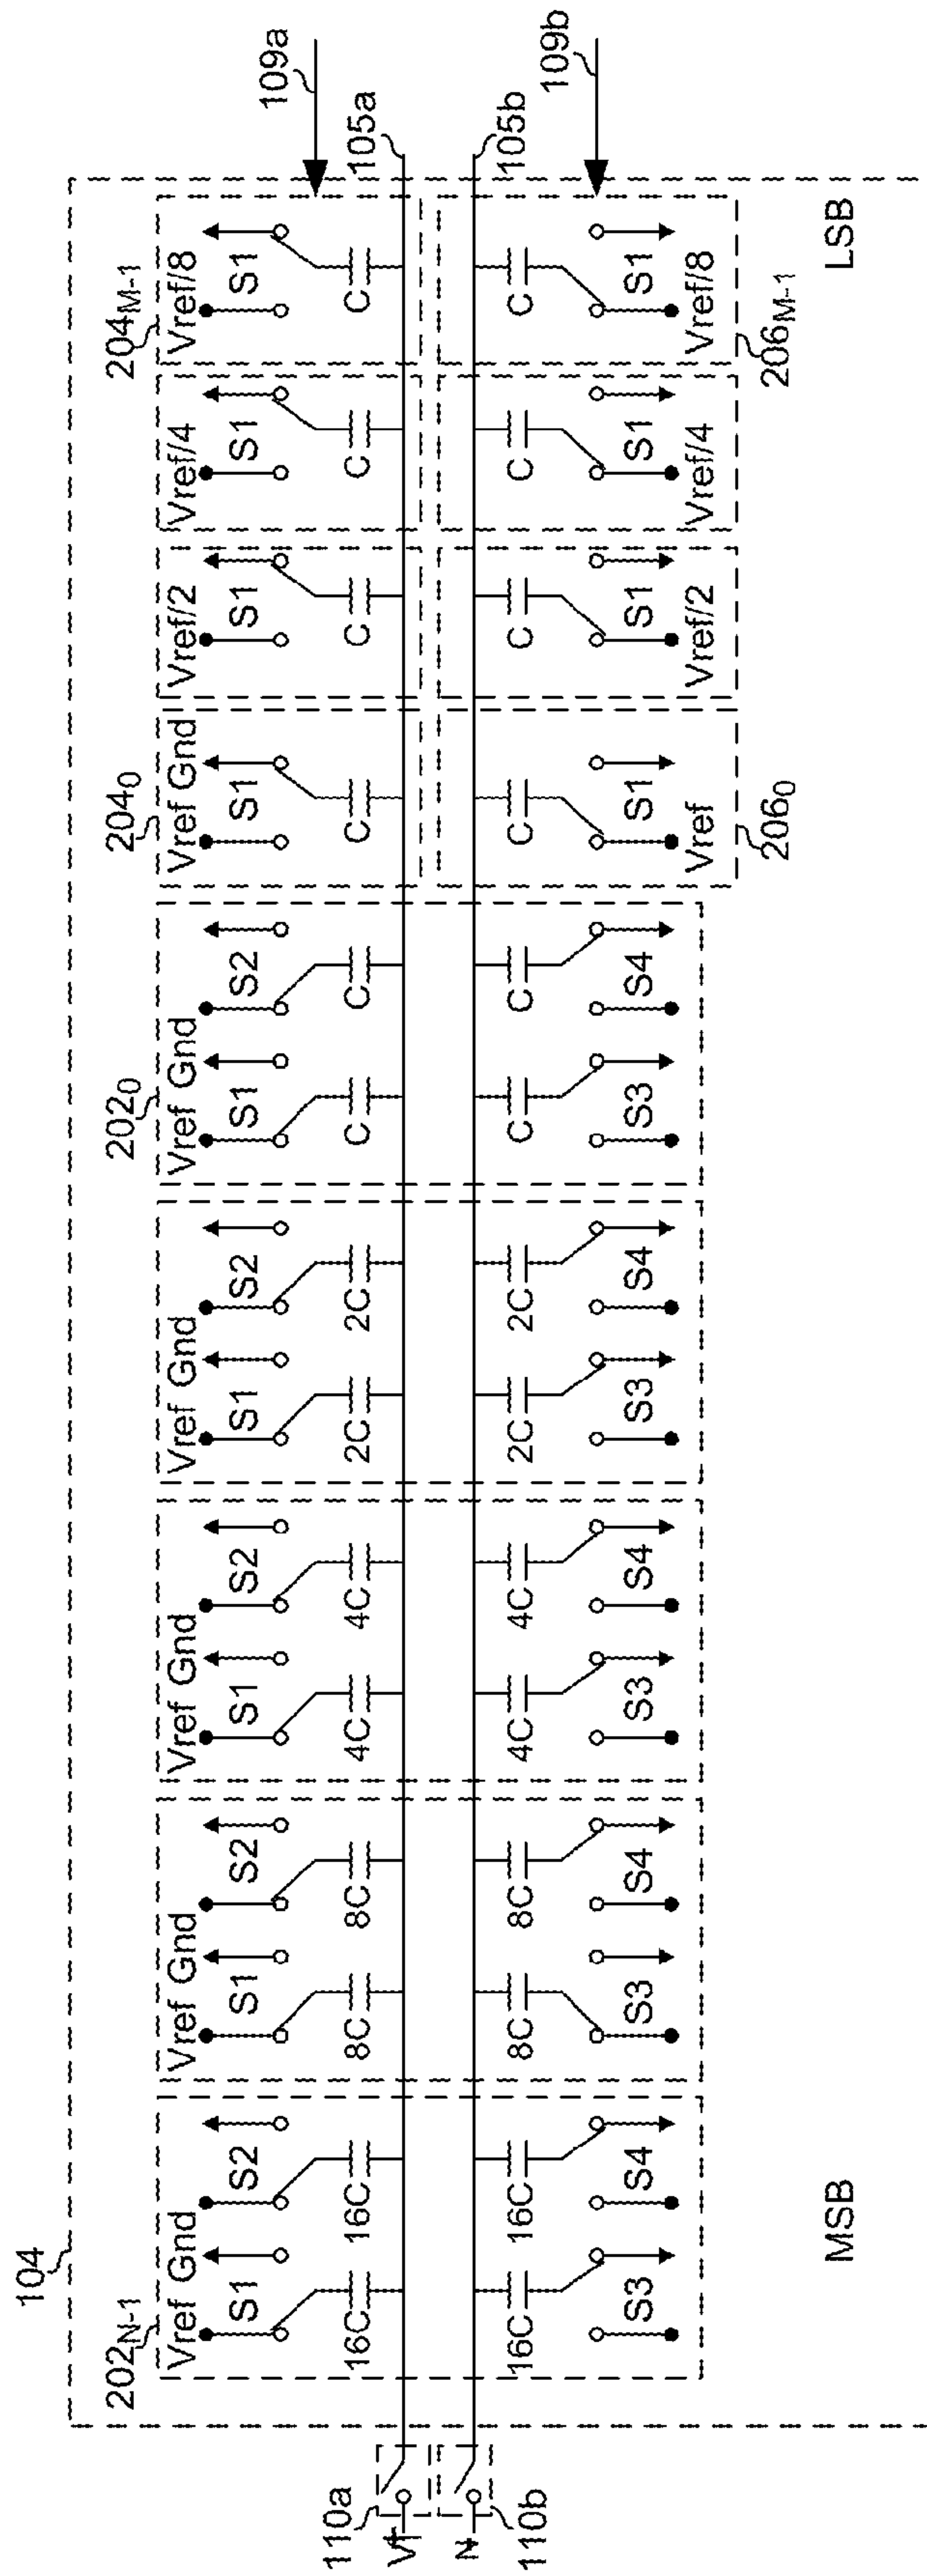 104
202N-1 2020 2040 204M-1
Vref Gnd Vref Gnd Vref Gnd Vref Gnd Vref Gnd Vref Gnd Vref/2 Vref/4 Vref/8
S1 S2 S1 S2 S1 S2 S1 S2 S1 S2 S1 S1 S1 S1
109a
16C 16C 8C 8C 4C 4C 2C 2C C C C C C C
110a 105a
105b
16C 16C 8C 8C 4C 4C 2C 2C C C C C C C
110b 109b
S3 S4 S3 S4 S3 S4 S3 S4 S3 S4 S1 S1 S1 S1
Vref Vref/2 Vref/4 Vref/8
2060 206M-1
MSB LSB